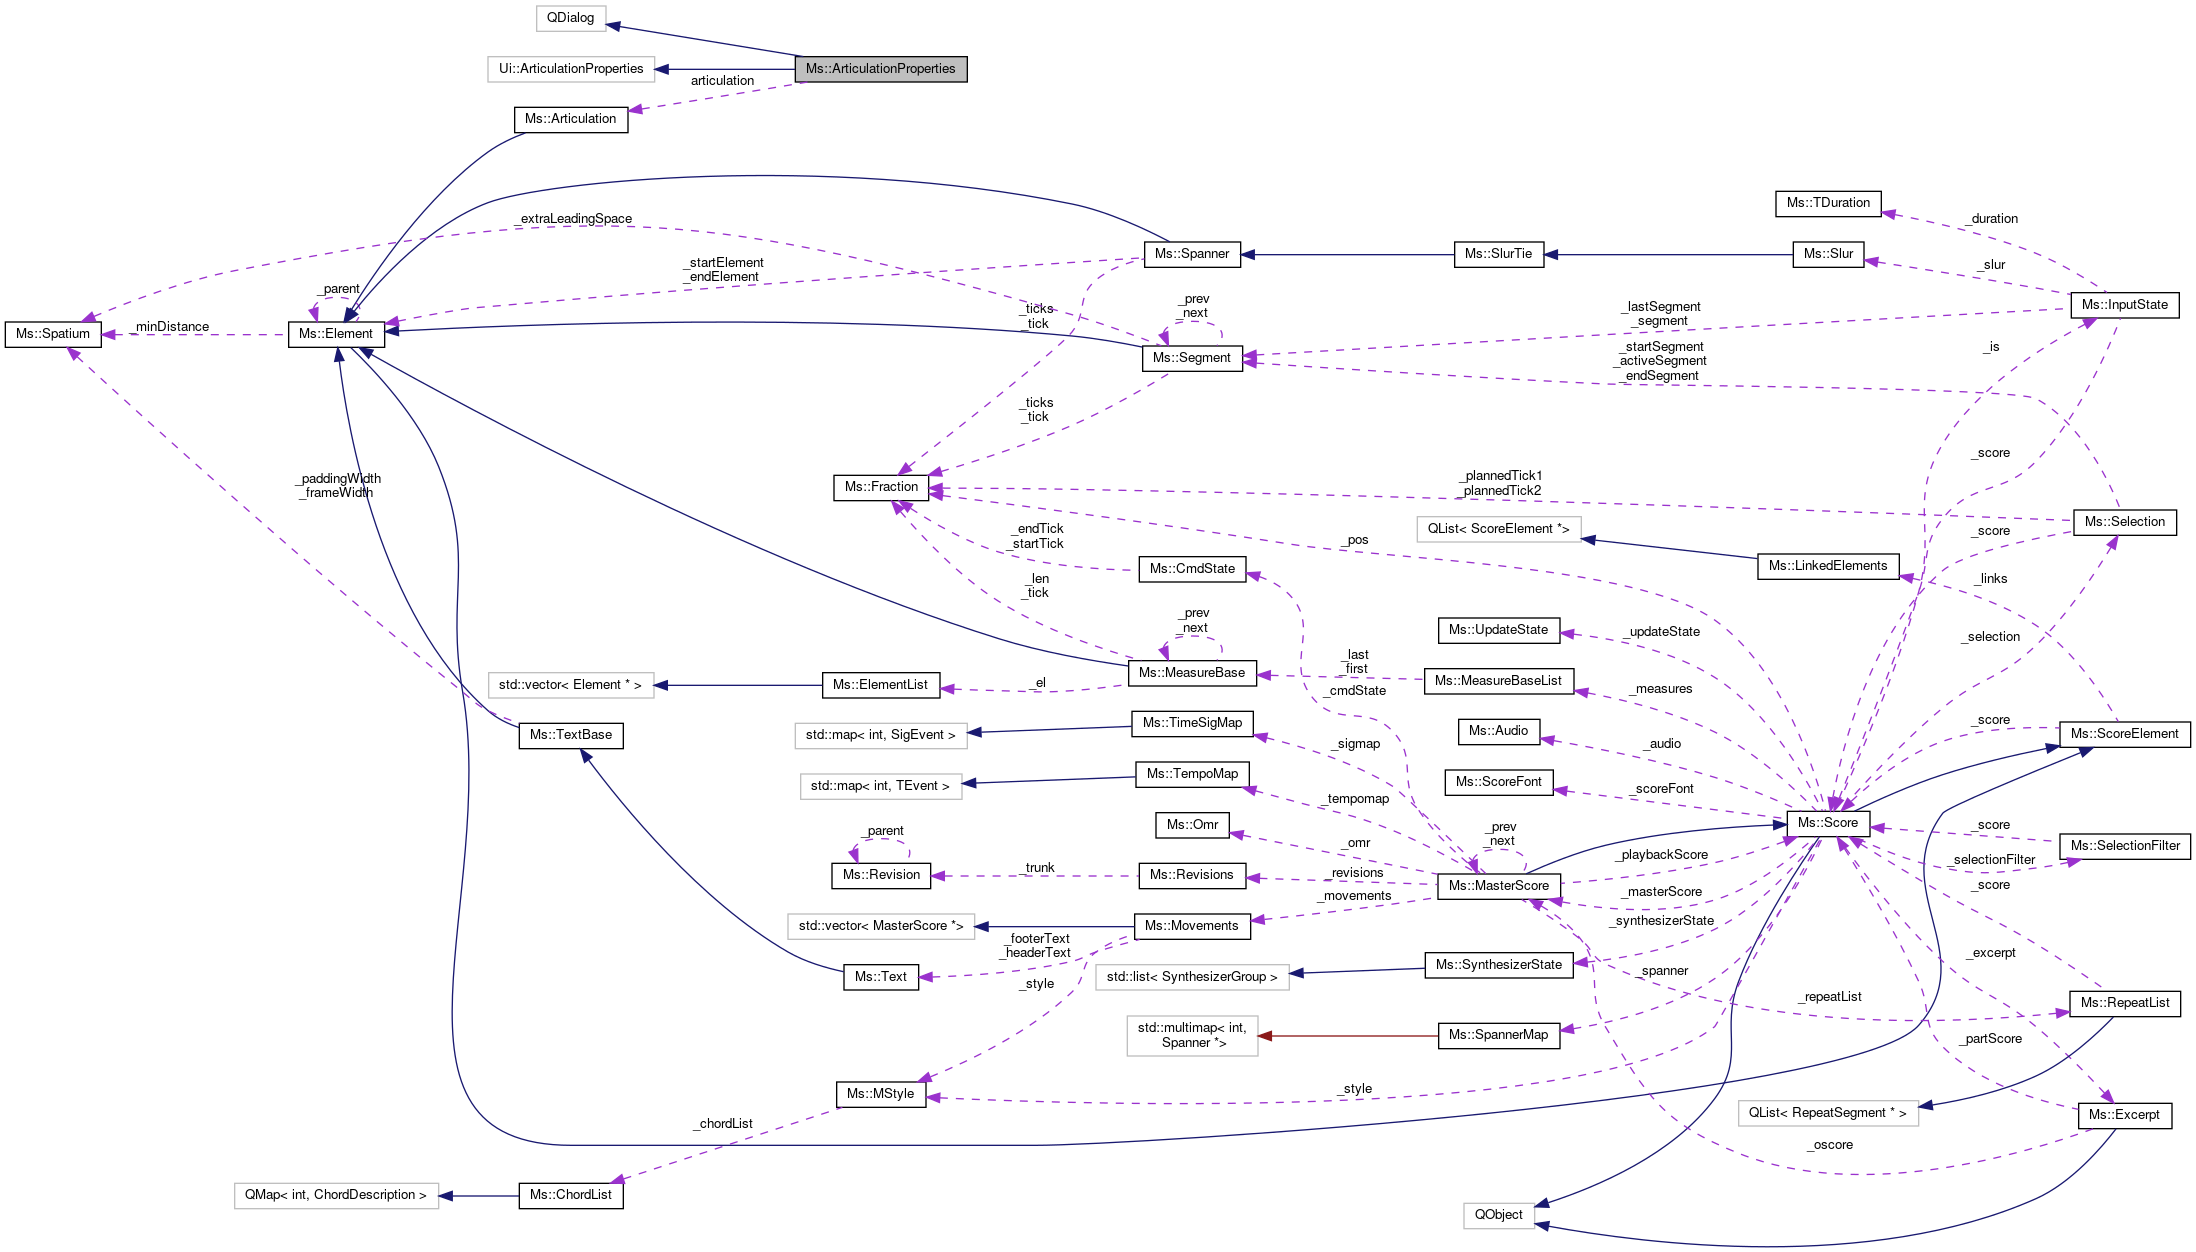 QDialog
Ui::ArticulationProperties
Ms::ArticulationProperties
articulation
Ms::Articulation
_extraLeadingSpace
Ms::TDuration
_duration
Ms::Spanner
Ms::SlurTie
Ms::Slur
_slur
_startElement
_endElement
_parent
_ticks
_tick
_prev
_next
_lastSegment
_segment
Ms::InputState
Ms::Spatium
_minDistance
Ms::Element
Ms::Segment
_startSegment
_activeSegment
_endSegment
_is
_ticks
_tick
_score
_paddingWidth
_frameWidth
Ms::Fraction
_plannedTick1
_plannedTick2
Ms::Selection
_endTick
_startTick
QList< ScoreElement *>
_pos
_score
Ms::CmdState
Ms::LinkedElements
_links
_len
_tick
_prev
_next
Ms::UpdateState
_updateState
_selection
std::vector< Element * >
Ms::ElementList
_el
Ms::MeasureBase
_last
_first
Ms::MeasureBaseList
_measures
_cmdState
Ms::TextBase
std::map< int, SigEvent >
Ms::TimeSigMap
_sigmap
Ms::Audio
_audio
_score
Ms::ScoreElement
std::map< int, TEvent >
Ms::TempoMap
_tempomap
Ms::ScoreFont
_scoreFont
Ms::Omr
_omr
_prev
_next
Ms::Score
_score
Ms::SelectionFilter
_parent
Ms::Revision
_trunk
Ms::Revisions
_revisions
Ms::MasterScore
_playbackScore
_selectionFilter
_masterScore
_score
std::vector< MasterScore *>
Ms::Movements
_movements
_synthesizerState
_footerText
_headerText
Ms::Text
_style
std::list< SynthesizerGroup >
Ms::SynthesizerState
_spanner
_excerpt
_repeatList
Ms::RepeatList
std::multimap< int,
Spanner *>
Ms::SpannerMap
_partScore
Ms::MStyle
_style
QList< RepeatSegment * >
Ms::Excerpt
_chordList
_oscore
QMap< int, ChordDescription >
Ms::ChordList
QObject